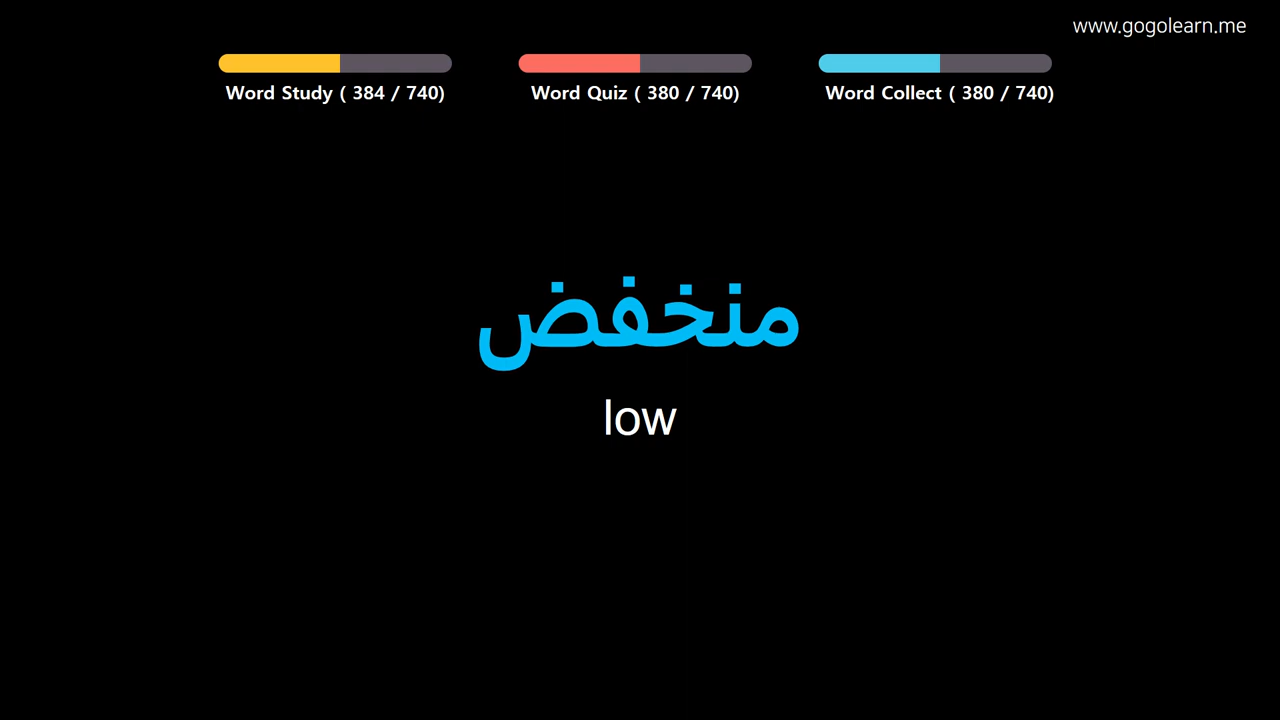 www.gogolearn.me
Word Study ( 384 / 740)
Word Quiz ( 380 / 740)
Word Collect ( 380 / 740)
منخفض
low